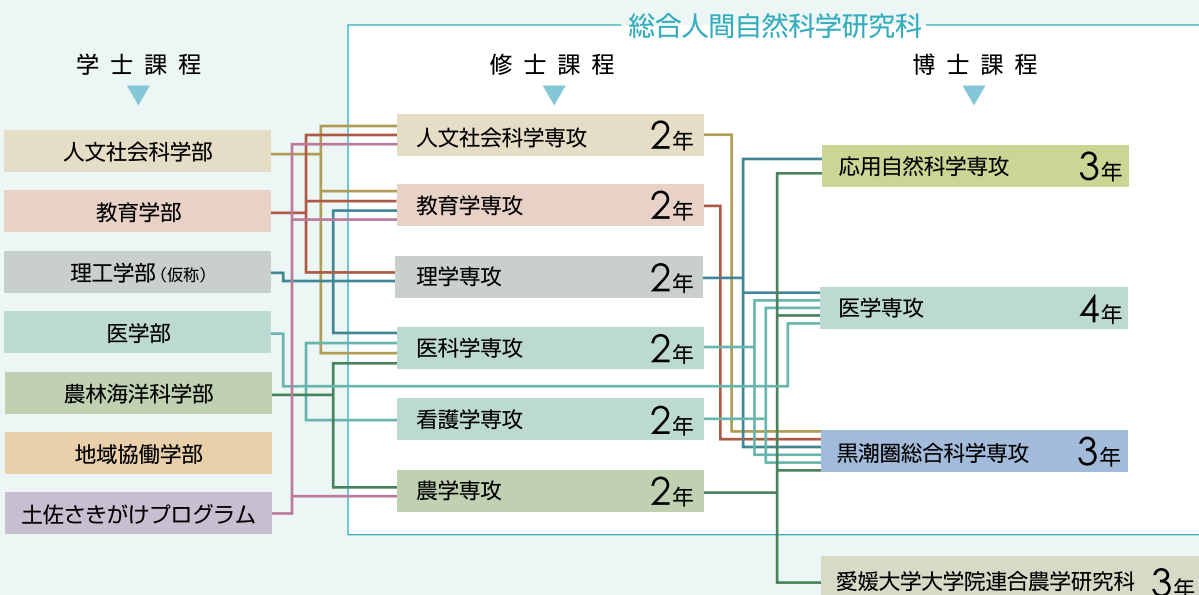 総合人間自然科学研究科
学士課程
修士課程
博士課程
人文社会科学部
教育学部
理工学部（仮称）
医学部
農林海洋科学部
地域協働学部
土佐さきがけプログラム
人文社会科学専攻 2年
教育学専攻 2年
理学専攻 2年
医科学専攻 2年
看護学専攻 2年
農学専攻 2年
応用自然科学専攻 3年
医学専攻 4年
黒潮圏総合科学専攻 3年
愛媛大学大学院連合農学研究科 3年